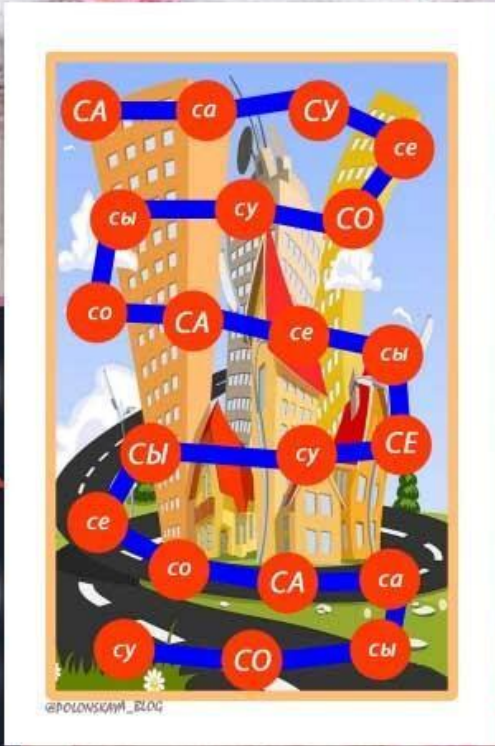 СА са СУ
се
сы су СО
со СА се сы
СЫ су СЕ
се
со СА са
су СО сы
@POLONSKAYA_BLOG